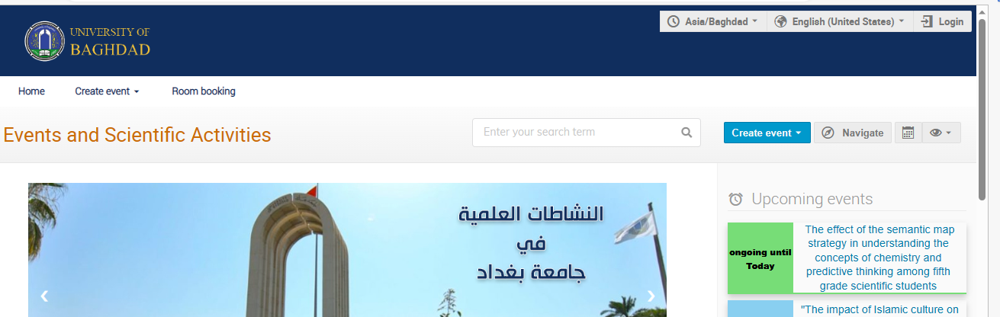 UNIVERSITY OF
BAGHDAD
Asia/Baghdad
English (United States)
Login
Home
Create event
Room booking
Events and Scientific Activities
Enter your search term
Create event
Navigate
النشاطات العلمية
في
جامعة بغداد
Upcoming events
ongoing until
Today
The effect of the semantic map
strategy in understanding the
concepts of chemistry and
predictive thinking among fifth
grade scientific students
"The impact of Islamic culture on